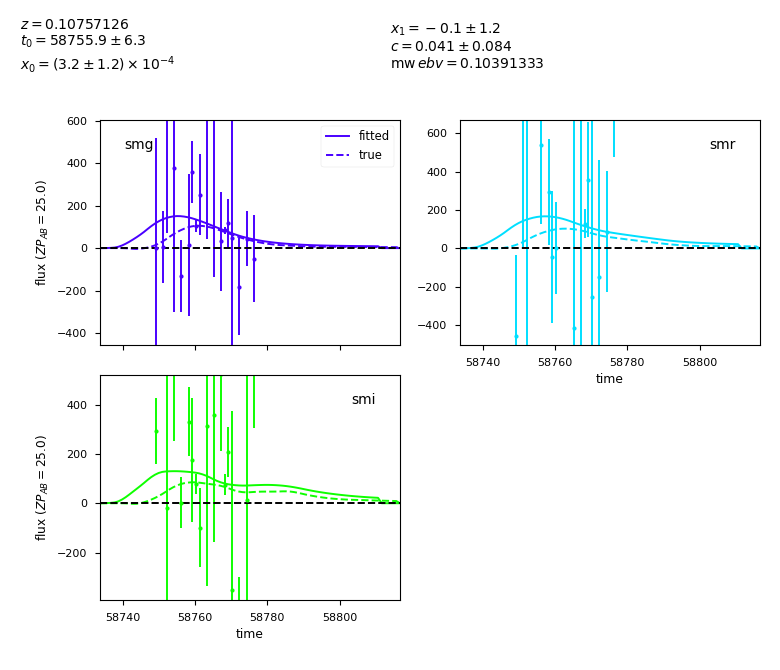 z = 0.10757126
t₀ = 58755.9 ± 6.3
x₀ = (3.2 ± 1.2) × 10⁻⁴
x₁ = −0.1 ± 1.2
c = 0.041 ± 0.084
mw ebv = 0.10391333
smg
fitted
true
600
400
200
0
−200
−400
flux (ZP_AB = 25.0)
smr
600
400
200
0
−200
−400
58740 58760 58780 58800
time
smi
400
200
0
−200
flux (ZP_AB = 25.0)
58740 58760 58780 58800
time